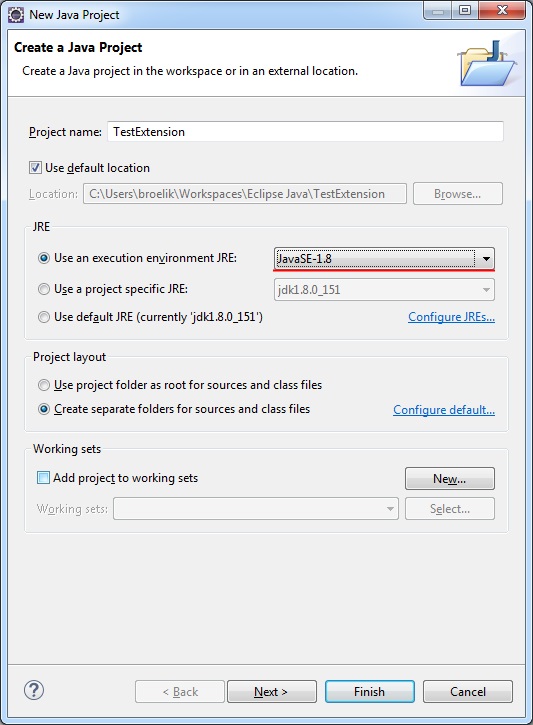 New Java Project
Create a Java Project
Create a Java project in the workspace or in an external location.
Project name: TestExtension
Use default location
Location: C:\Users\broelik\Workspaces\Eclipse Java\TestExtension Browse...
JRE
Use an execution environment JRE: JavaSE-1.8
Use a project specific JRE: jdk1.8.0_151
Use default JRE (currently 'jdk1.8.0_151') Configure JREs...
Project layout
Use project folder as root for sources and class files
Create separate folders for sources and class files Configure default...
Working sets
Add project to working sets New...
Working sets: Select...
? < Back Next > Finish Cancel